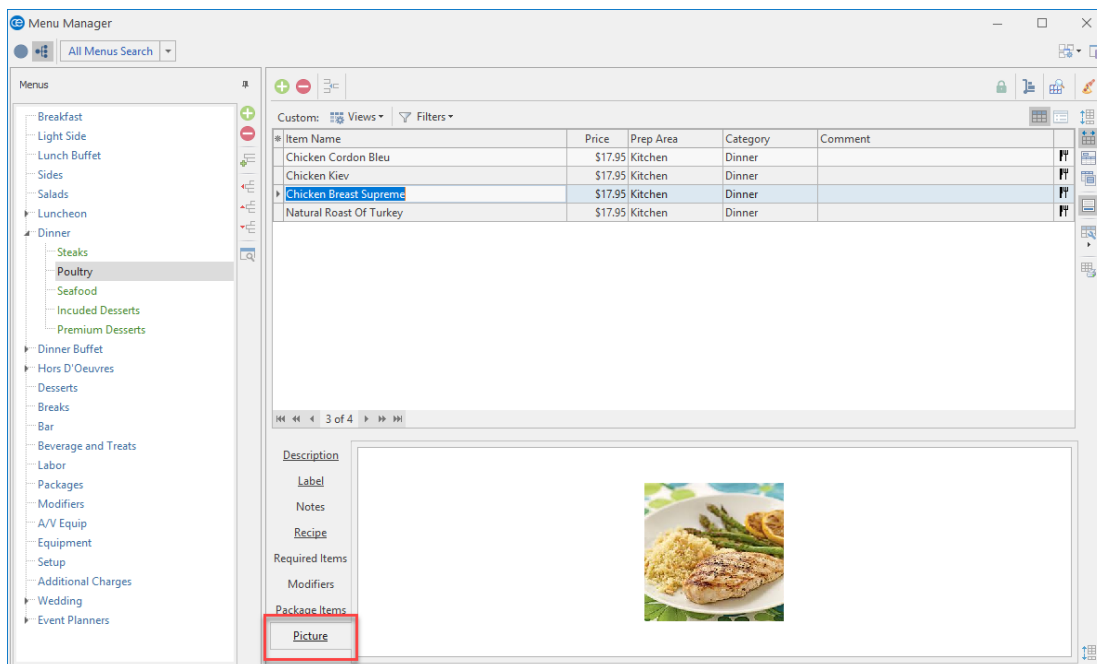 Menu Manager
All Menus Search
Menus
Breakfast
Light Side
Lunch Buffet
Sides
Salads
Luncheon
Dinner
Steaks
Poultry
Seafood
Incuded Desserts
Premium Desserts
Dinner Buffet
Hors D'Oeuvres
Desserts
Breaks
Bar
Beverage and Treats
Labor
Packages
Modifiers
A/V Equip
Equipment
Setup
Additional Charges
Wedding
Event Planners
Custom: Views Filters
Item Name Price Prep Area Category Comment
Chicken Cordon Bleu $17.95 Kitchen Dinner
Chicken Kiev $17.95 Kitchen Dinner
Chicken Breast Supreme $17.95 Kitchen Dinner
Natural Roast Of Turkey $17.95 Kitchen Dinner
3 of 4
Description
Label
Notes
Recipe
Required Items
Modifiers
Package Items
Picture